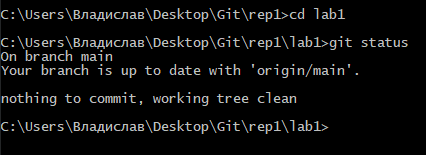 C:\Users\Владислав\Desktop\Git\rep1>cd lab1
C:\Users\Владислав\Desktop\Git\rep1\lab1>git status
On branch main
Your branch is up to date with 'origin/main'.
nothing to commit, working tree clean
C:\Users\Владислав\Desktop\Git\rep1\lab1>